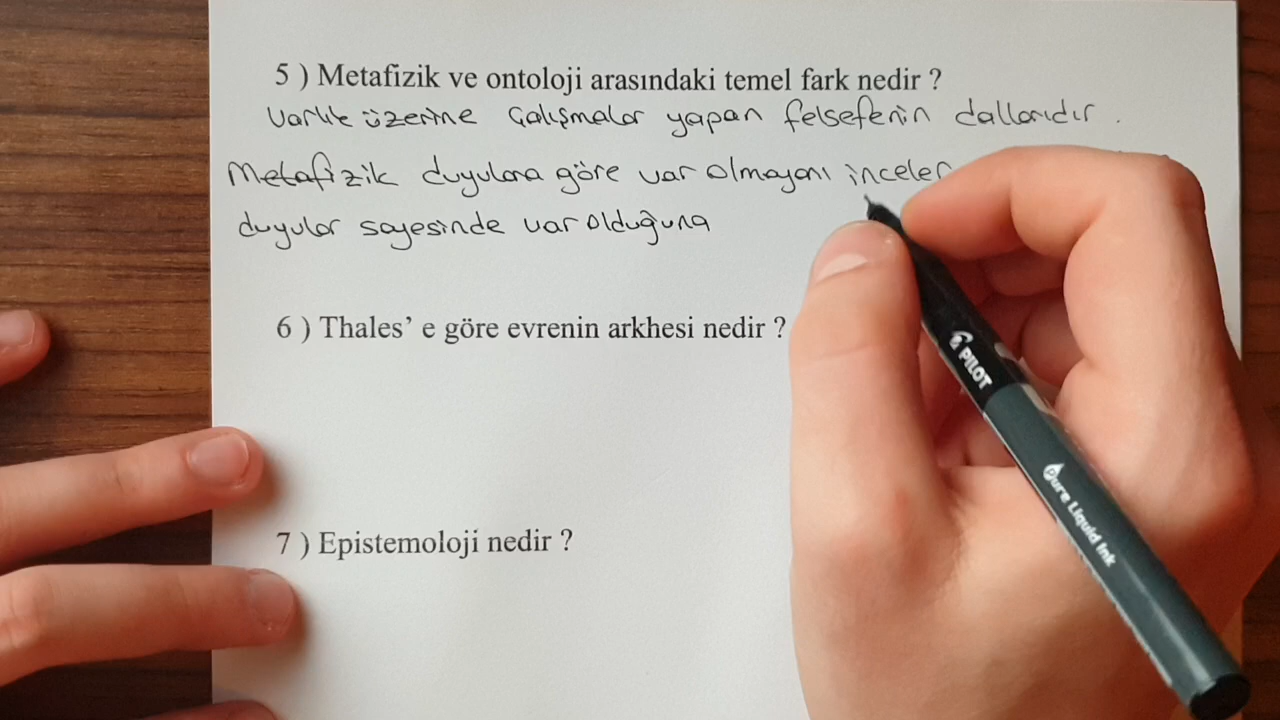 5 ) Metafizik ve ontoloji arasındaki temel fark nedir ?
Varlık üzerine Çalışmalar yapan felsefenin dallarıdır .
Metafizik duyulara göre var olmayanı inceler
duyular sayesinde var olduğuna
6 ) Thales’ e göre evrenin arkhesi nedir ?
7 ) Epistemoloji nedir ?
PILOT
Pure Liquid Ink